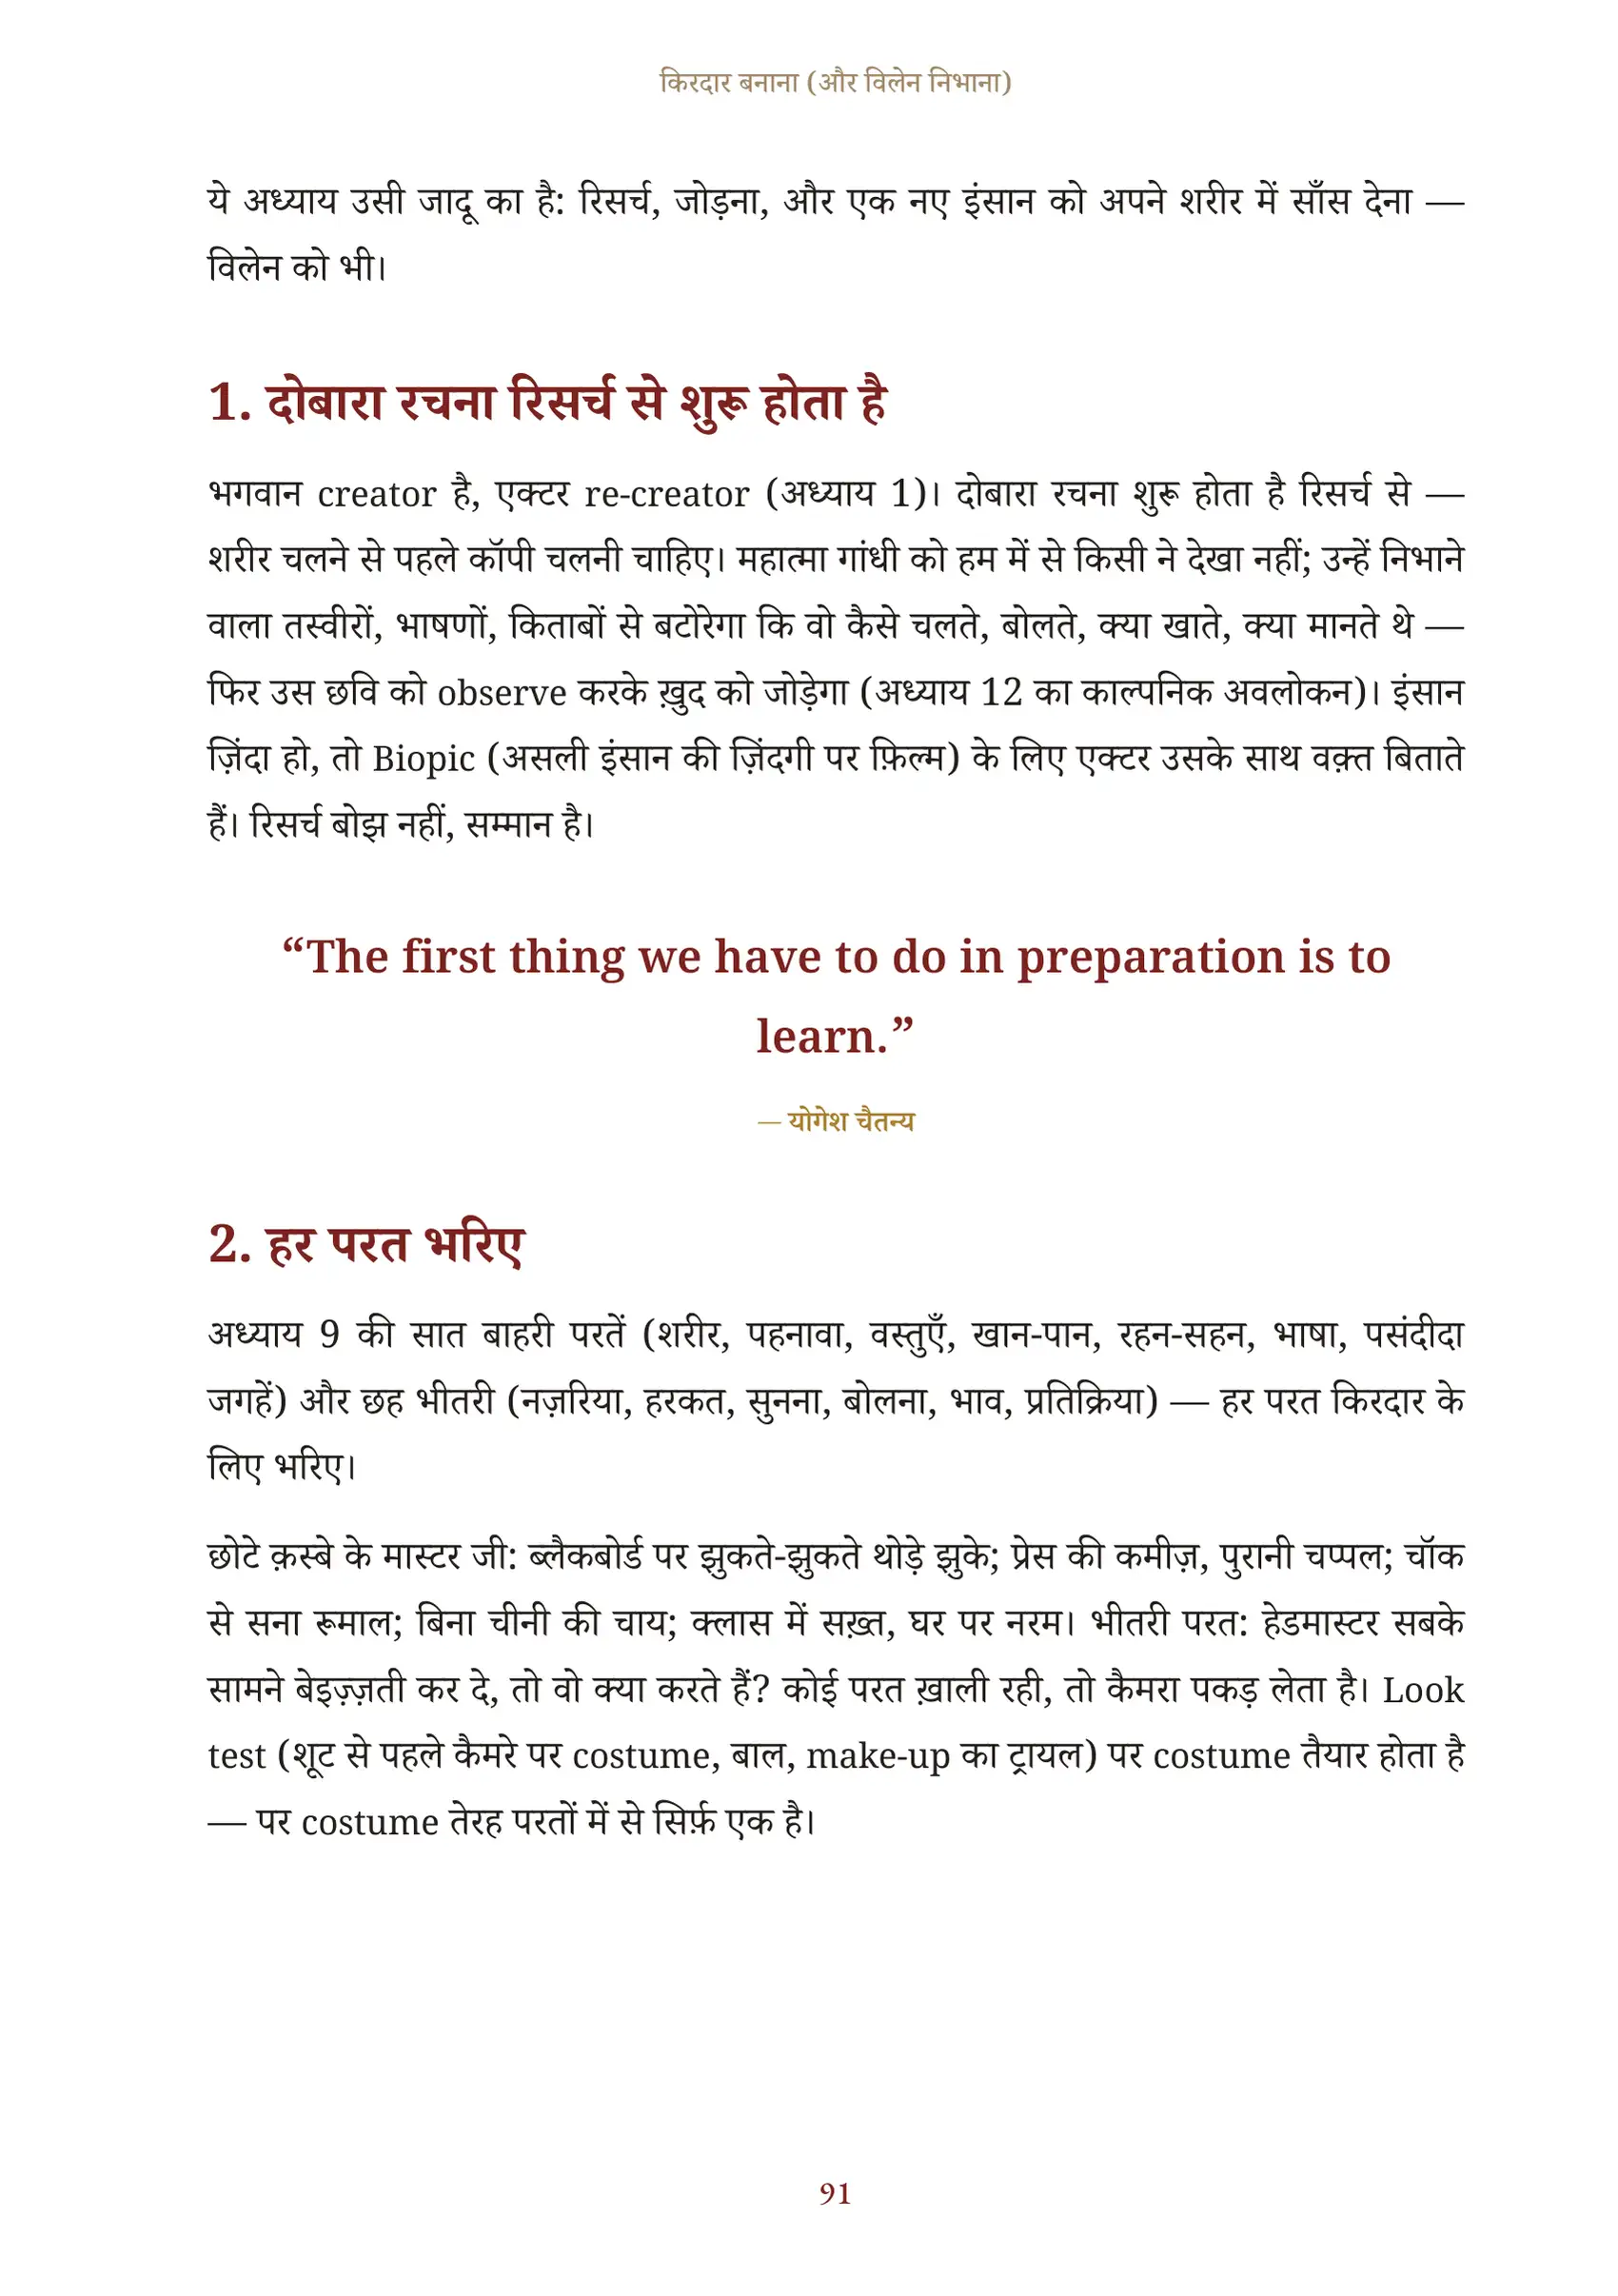 किरदार बनाना (और विलेन निभाना)
ये अध्याय उसी जादू का है: रिसर्च, जोड़ना, और एक नए इंसान को अपने शरीर में साँस देना —
विलेन को भी।
1. दोबारा रचना रिसर्च से शुरू होता है
भगवान creator है, एक्टर re-creator (अध्याय 1)। दोबारा रचना शुरू होता है रिसर्च से —
शरीर चलने से पहले कॉपी चलनी चाहिए। महात्मा गांधी को हम में से किसी ने देखा नहीं; उन्हें निभाने
वाला तस्वीरों, भाषणों, किताबों से बटोरेगा कि वो कैसे चलते, बोलते, क्या खाते, क्या मानते थे —
फिर उस छवि को observe करके ख़ुद को जोड़ेगा (अध्याय 12 का काल्पनिक अवलोकन)। इंसान
ज़िंदा हो, तो Biopic (असली इंसान की ज़िंदगी पर फ़िल्म) के लिए एक्टर उसके साथ वक़्त बिताते
हैं। रिसर्च बोझ नहीं, सम्मान है।
“The first thing we have to do in preparation is to
learn.”
— योगेश चैतन्य
2. हर परत भरिए
अध्याय 9 की सात बाहरी परतें (शरीर, पहनावा, वस्तुएँ, खान-पान, रहन-सहन, भाषा, पसंदीदा
जगहें) और छह भीतरी (नज़रिया, हरकत, सुनना, बोलना, भाव, प्रतिक्रिया) — हर परत किरदार के
लिए भरिए।
छोटे क़स्बे के मास्टर जी: ब्लैकबोर्ड पर झुकते-झुकते थोड़े झुके; प्रेस की कमीज़, पुरानी चप्पल; चॉक
से सना रूमाल; बिना चीनी की चाय; क्लास में सख़्त, घर पर नरम। भीतरी परत: हेडमास्टर सबके
सामने बेइज़्ज़ती कर दे, तो वो क्या करते हैं? कोई परत ख़ाली रही, तो कैमरा पकड़ लेता है। Look
test (शूट से पहले कैमरे पर costume, बाल, make-up का ट्रायल) पर costume तैयार होता है
— पर costume तेरह परतों में से सिर्फ़ एक है।
91